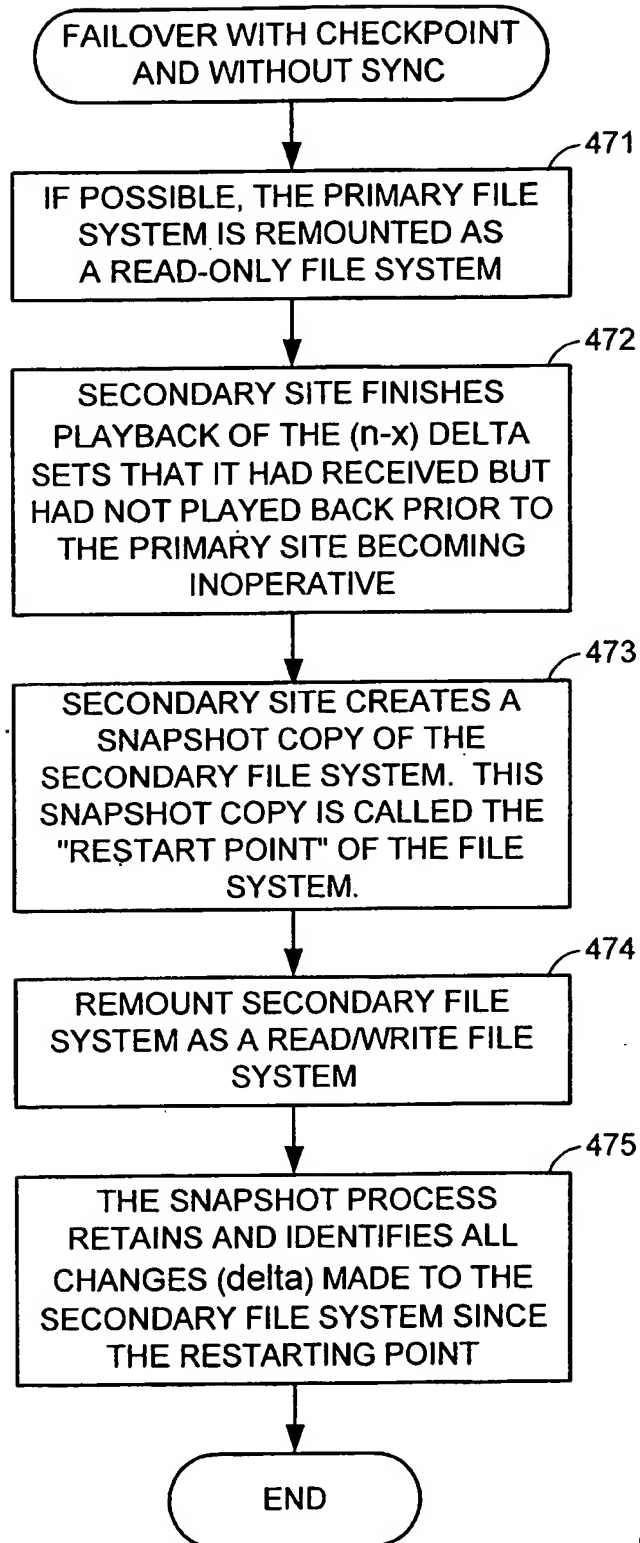 FAILOVER WITH CHECKPOINT
AND WITHOUT SYNC
471
IF POSSIBLE, THE PRIMARY FILE
SYSTEM IS REMOUNTED AS
A READ-ONLY FILE SYSTEM
472
SECONDARY SITE FINISHES
PLAYBACK OF THE (n-x) DELTA
SETS THAT IT HAD RECEIVED BUT
HAD NOT PLAYED BACK PRIOR TO
THE PRIMARY SITE BECOMING
INOPERATIVE
473
SECONDARY SITE CREATES A
SNAPSHOT COPY OF THE
SECONDARY FILE SYSTEM. THIS
SNAPSHOT COPY IS CALLED THE
"RESTART POINT" OF THE FILE
SYSTEM.
474
REMOUNT SECONDARY FILE
SYSTEM AS A READ/WRITE FILE
SYSTEM
475
THE SNAPSHOT PROCESS
RETAINS AND IDENTIFIES ALL
CHANGES (delta) MADE TO THE
SECONDARY FILE SYSTEM SINCE
THE RESTARTING POINT
END